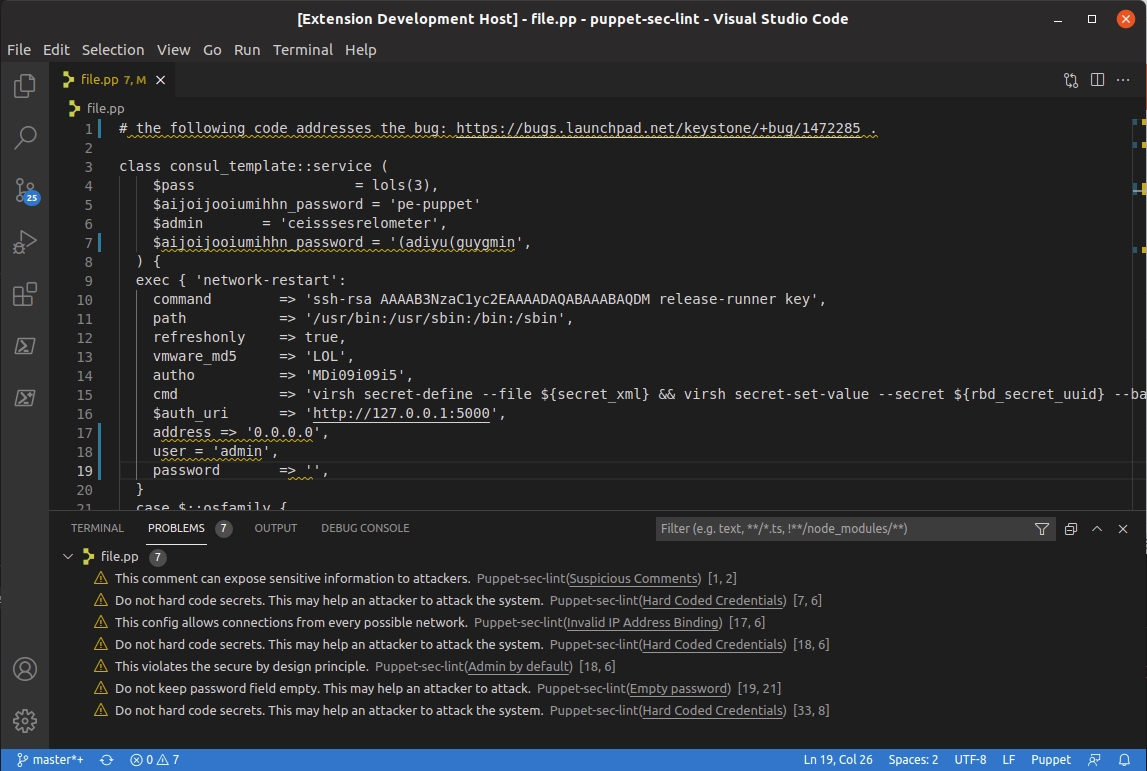 [Extension Development Host] - file.pp - puppet-sec-lint - Visual Studio Code
File Edit Selection View Go Run Terminal Help
file.pp 7, M
file.pp
1 # the following code addresses the bug: https://bugs.launchpad.net/keystone/+bug/1472285 .
2
3 class consul_template::service (
4 $pass = lols(3),
5 $aijoijooiumihhn_password = 'pe-puppet'
6 $admin = 'ceisssesrelometer',
7 $aijoijooiumihhn_password = '(adiyu(guygmin',
8 ) {
9 exec { 'network-restart':
10 command => 'ssh-rsa AAAAB3NzaC1yc2EAAAADAQABAAABAQDM release-runner key',
11 path => '/usr/bin:/usr/sbin:/bin:/sbin',
12 refreshonly => true,
13 vmware_md5 => 'LOL',
14 autho => 'MDi09i09i5',
15 cmd => 'virsh secret-define --file ${secret_xml} && virsh secret-set-value --secret ${rbd_secret_uuid} --ba
16 $auth_uri => 'http://127.0.0.1:5000',
17 address => '0.0.0.0',
18 user = 'admin',
19 password => '',
20 }
21 case $::osfamily {
25
TERMINAL PROBLEMS 7 OUTPUT DEBUG CONSOLE Filter (e.g. text, **/*.ts, !**/node_modules/**)
file.pp 7
This comment can expose sensitive information to attackers. Puppet-sec-lint(Suspicious Comments) [1, 2]
Do not hard code secrets. This may help an attacker to attack the system. Puppet-sec-lint(Hard Coded Credentials) [7, 6]
This config allows connections from every possible network. Puppet-sec-lint(Invalid IP Address Binding) [17, 6]
Do not hard code secrets. This may help an attacker to attack the system. Puppet-sec-lint(Hard Coded Credentials) [18, 6]
This violates the secure by design principle. Puppet-sec-lint(Admin by default) [18, 6]
Do not keep password field empty. This may help an attacker to attack. Puppet-sec-lint(Empty password) [19, 21]
Do not hard code secrets. This may help an attacker to attack the system. Puppet-sec-lint(Hard Coded Credentials) [33, 8]
master*+ 0 7 Ln 19, Col 26 Spaces: 2 UTF-8 LF Puppet